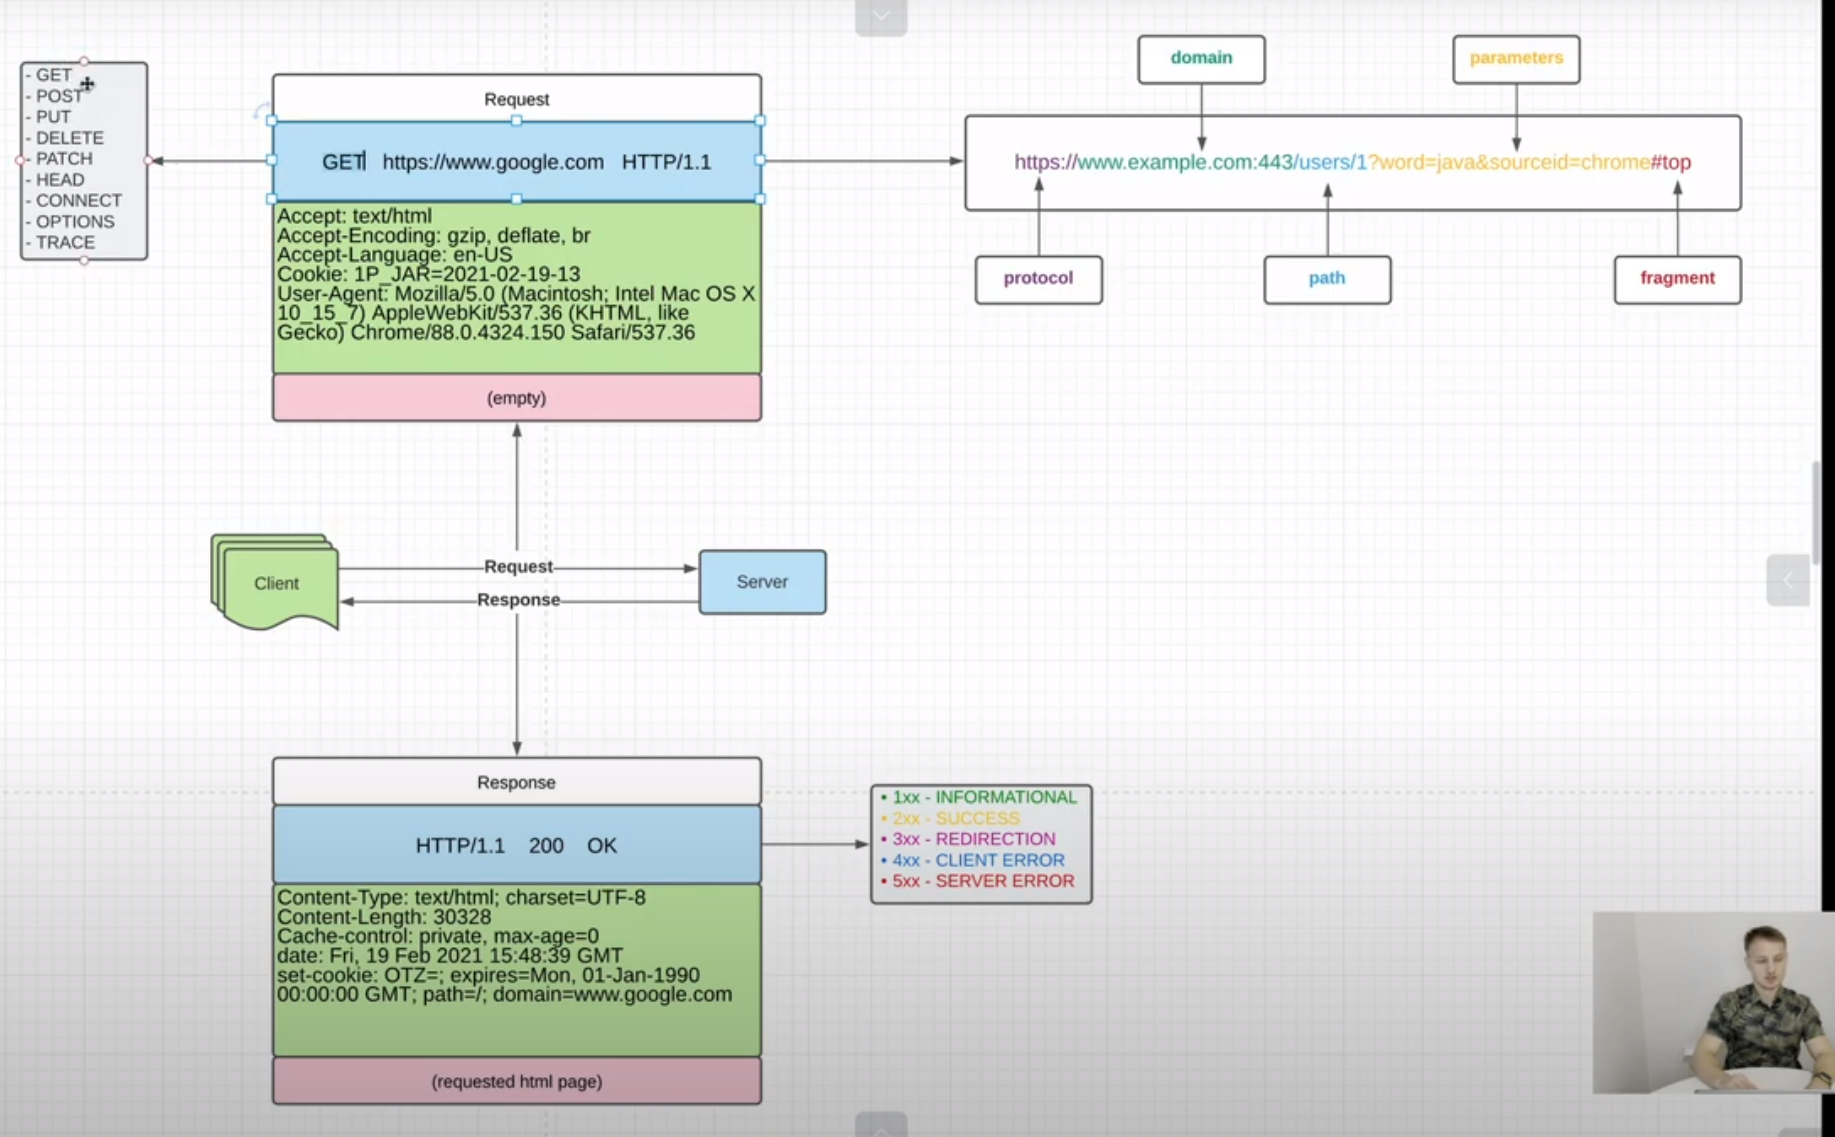 - GET
- POST
- PUT
- DELETE
- PATCH
- HEAD
- CONNECT
- OPTIONS
- TRACE
Request
GET https://www.google.com HTTP/1.1
Accept: text/html
Accept-Encoding: gzip, deflate, br
Accept-Language: en-US
Cookie: 1P_JAR=2021-02-19-13
User-Agent: Mozilla/5.0 (Macintosh; Intel Mac OS X
10_15_7) AppleWebKit/537.36 (KHTML, like
Gecko) Chrome/88.0.4324.150 Safari/537.36
(empty)
domain
parameters
https://www.example.com:443/users/1?word=java&sourceid=chrome#top
protocol
path
fragment
Client
Request
Response
Server
Response
HTTP/1.1 200 OK
Content-Type: text/html; charset=UTF-8
Content-Length: 30328
Cache-control: private, max-age=0
date: Fri, 19 Feb 2021 15:48:39 GMT
set-cookie: OTZ=; expires=Mon, 01-Jan-1990
00:00:00 GMT; path=/; domain=www.google.com
(requested html page)
• 1xx - INFORMATIONAL
• 2xx - SUCCESS
• 3xx - REDIRECTION
• 4xx - CLIENT ERROR
• 5xx - SERVER ERROR